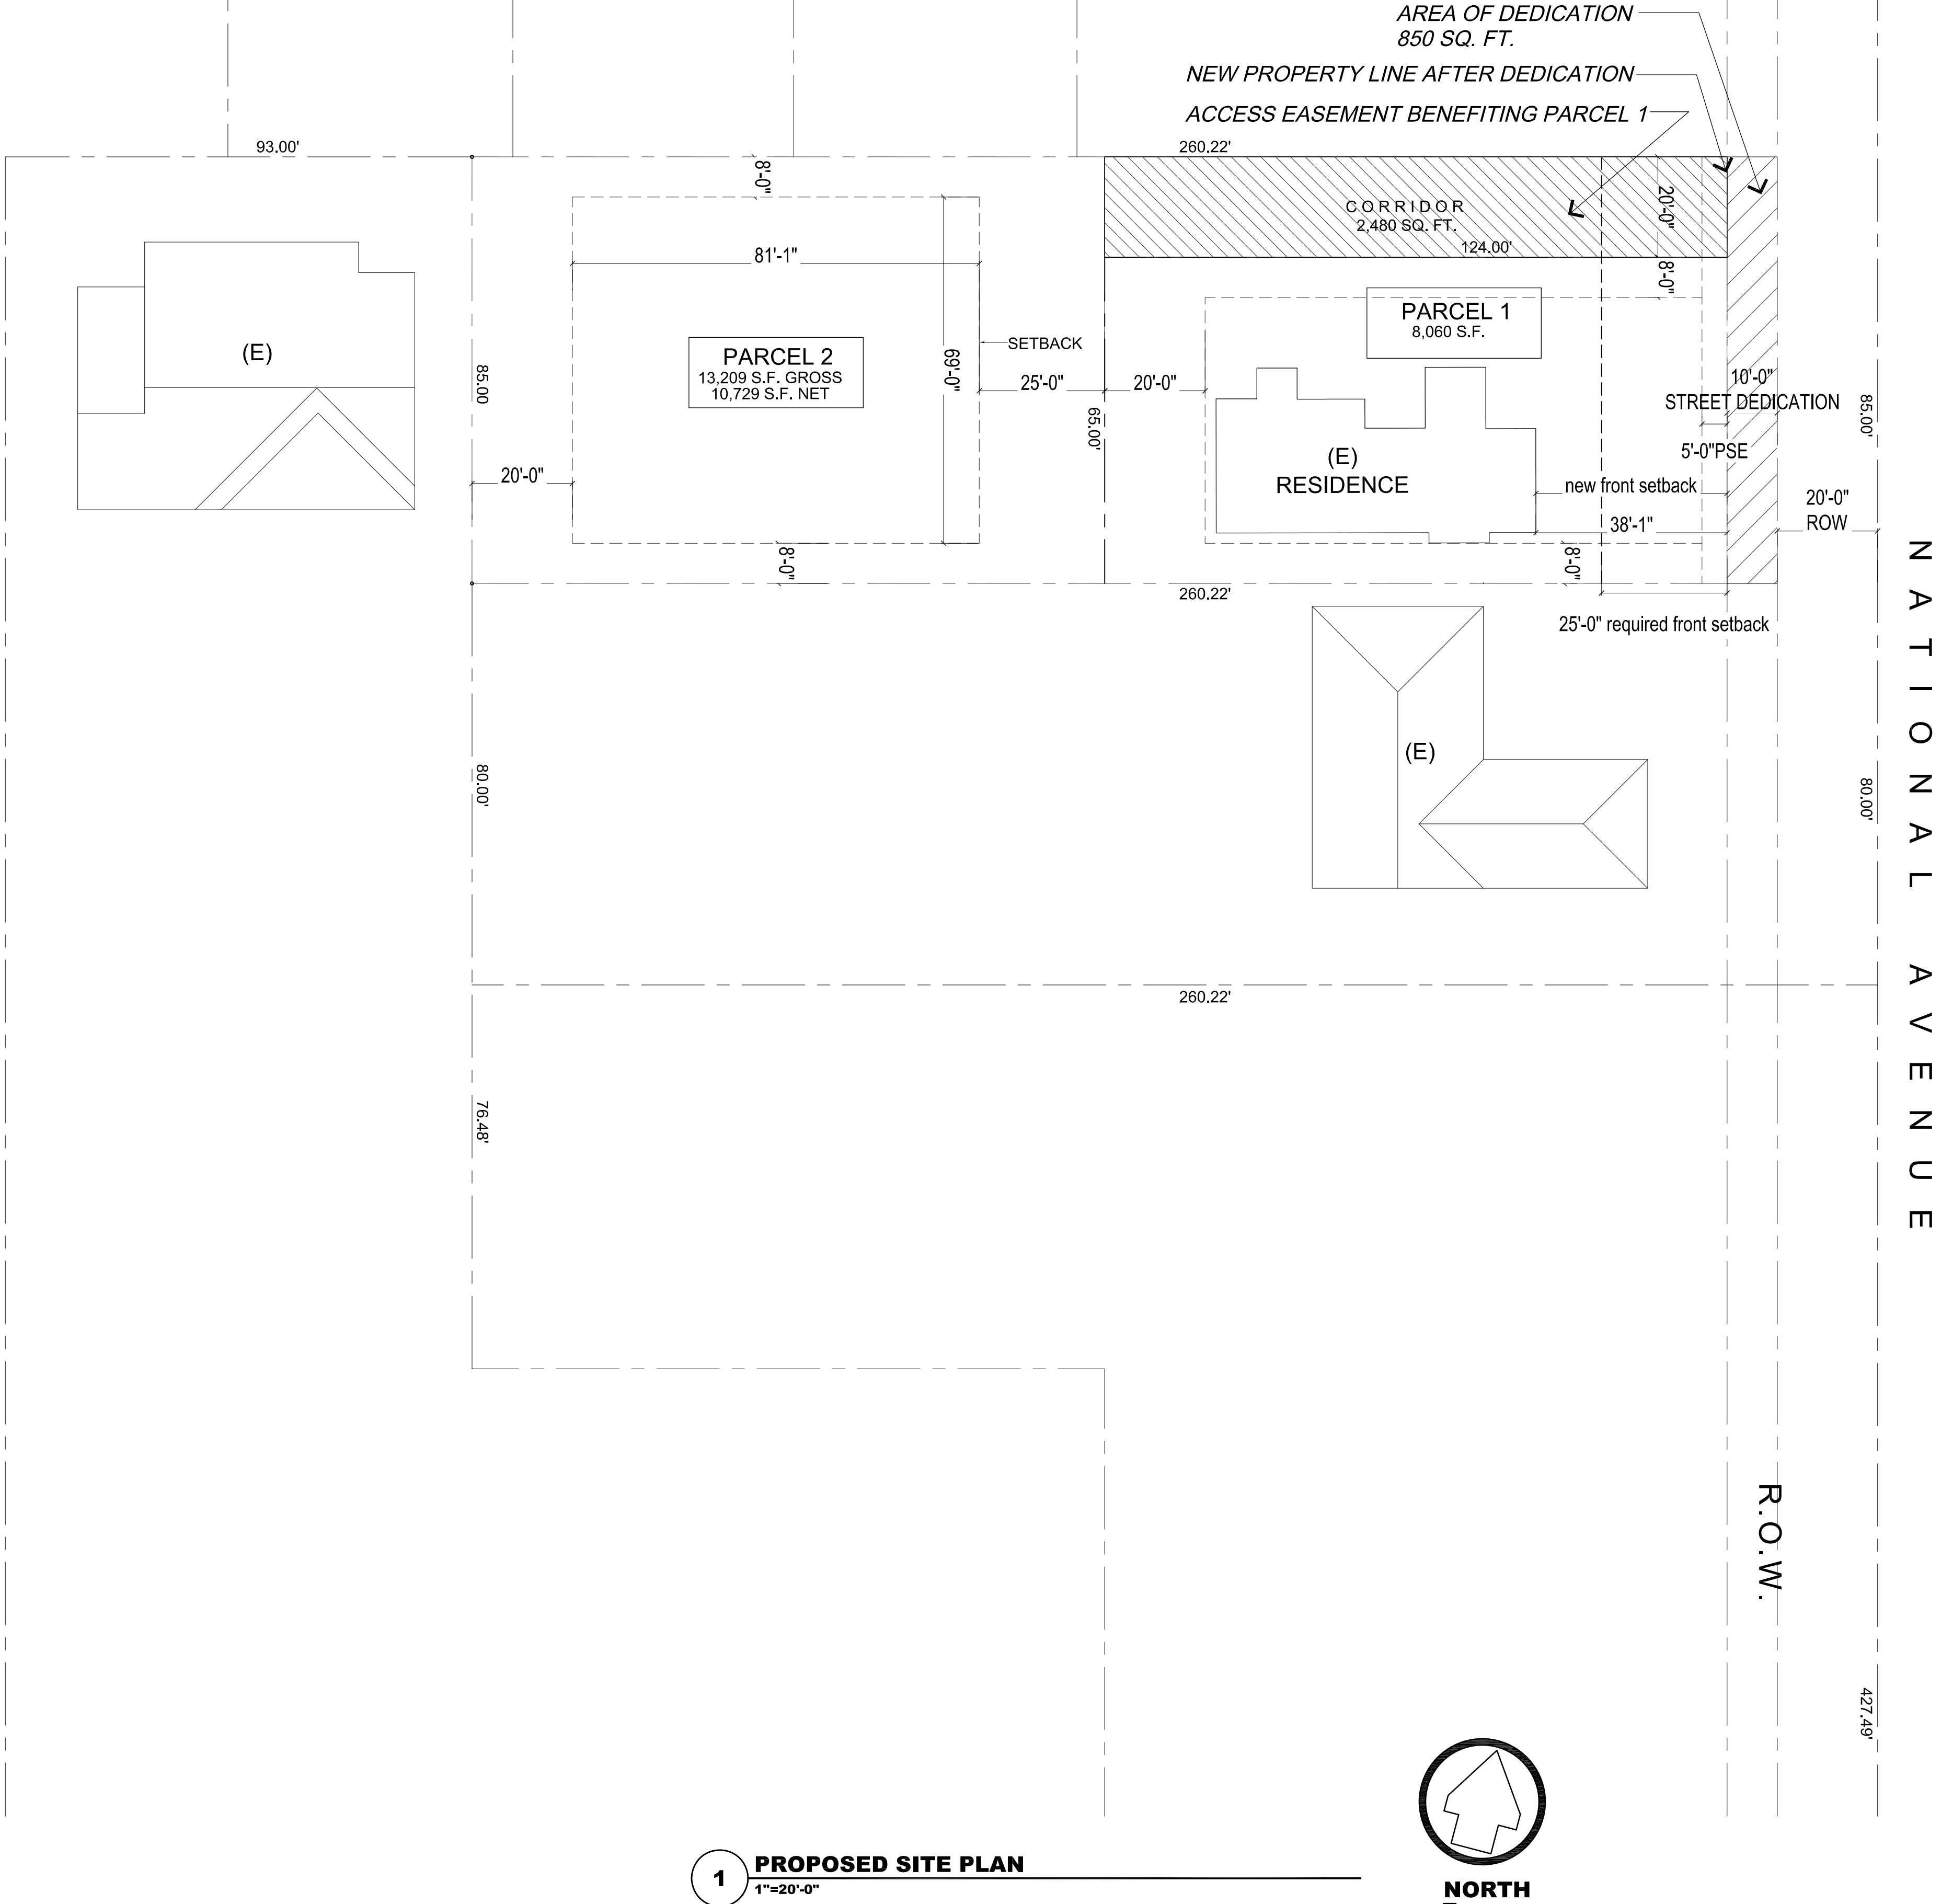 AREA OF DEDICATION
850 SQ. FT.
NEW PROPERTY LINE AFTER DEDICATION
ACCESS EASEMENT BENEFITING PARCEL 1
93.00'
260.22'
8'-0"
CORRIDOR
2,480 SQ. FT.
124.00'
20'-0"
8'-0"
81'-1"
PARCEL 1
8,060 S.F.
(E)
PARCEL 2
13,209 S.F. GROSS
10,729 S.F. NET
SETBACK
85.00
69'-0"
25'-0"
20'-0"
65.00'
10'-0"
STREET DEDICATION
85.00'
5'-0"PSE
(E)
RESIDENCE
20'-0"
new front setback
38'-1"
20'-0"
ROW
8'-0"
8'-0"
260.22'
25'-0" required front setback
NATIONAL AVENUE
(E)
80.00'
80.00'
260.22'
76.48'
R.O.W.
427.49'
1
PROPOSED SITE PLAN
1"=20'-0"
NORTH